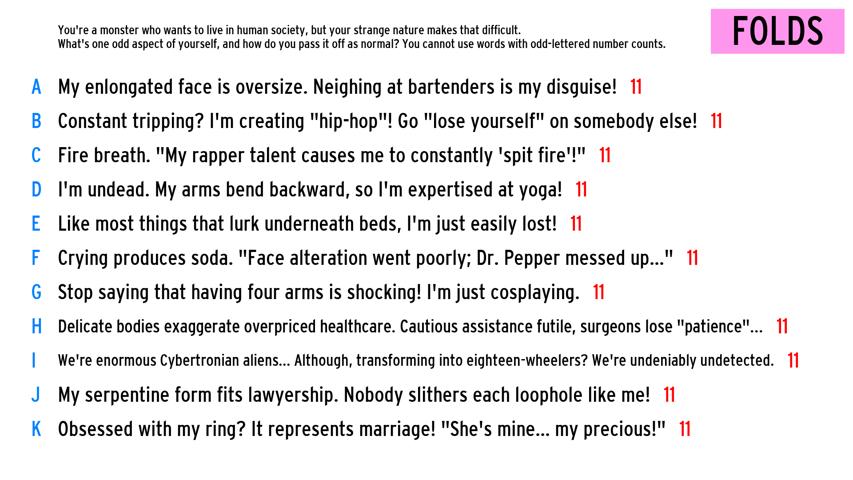 You're a monster who wants to live in human society, but your strange nature makes that difficult.
What's one odd aspect of yourself, and how do you pass it off as normal? You cannot use words with odd-lettered number counts.
FOLDS
A My enlongated face is oversize. Neighing at bartenders is my disguise! 11
B Constant tripping? I'm creating "hip-hop"! Go "lose yourself" on somebody else! 11
C Fire breath. "My rapper talent causes me to constantly 'spit fire'!" 11
D I'm undead. My arms bend backward, so I'm expertised at yoga! 11
E Like most things that lurk underneath beds, I'm just easily lost! 11
F Crying produces soda. "Face alteration went poorly; Dr. Pepper messed up..." 11
G Stop saying that having four arms is shocking! I'm just cosplaying. 11
H Delicate bodies exaggerate overpriced healthcare. Cautious assistance futile, surgeons lose "patience"... 11
I We're enormous Cybertronian aliens... Although, transforming into eighteen-wheelers? We're undeniably undetected. 11
J My serpentine form fits lawyership. Nobody slithers each loophole like me! 11
K Obsessed with my ring? It represents marriage! "She's mine... my precious!" 11